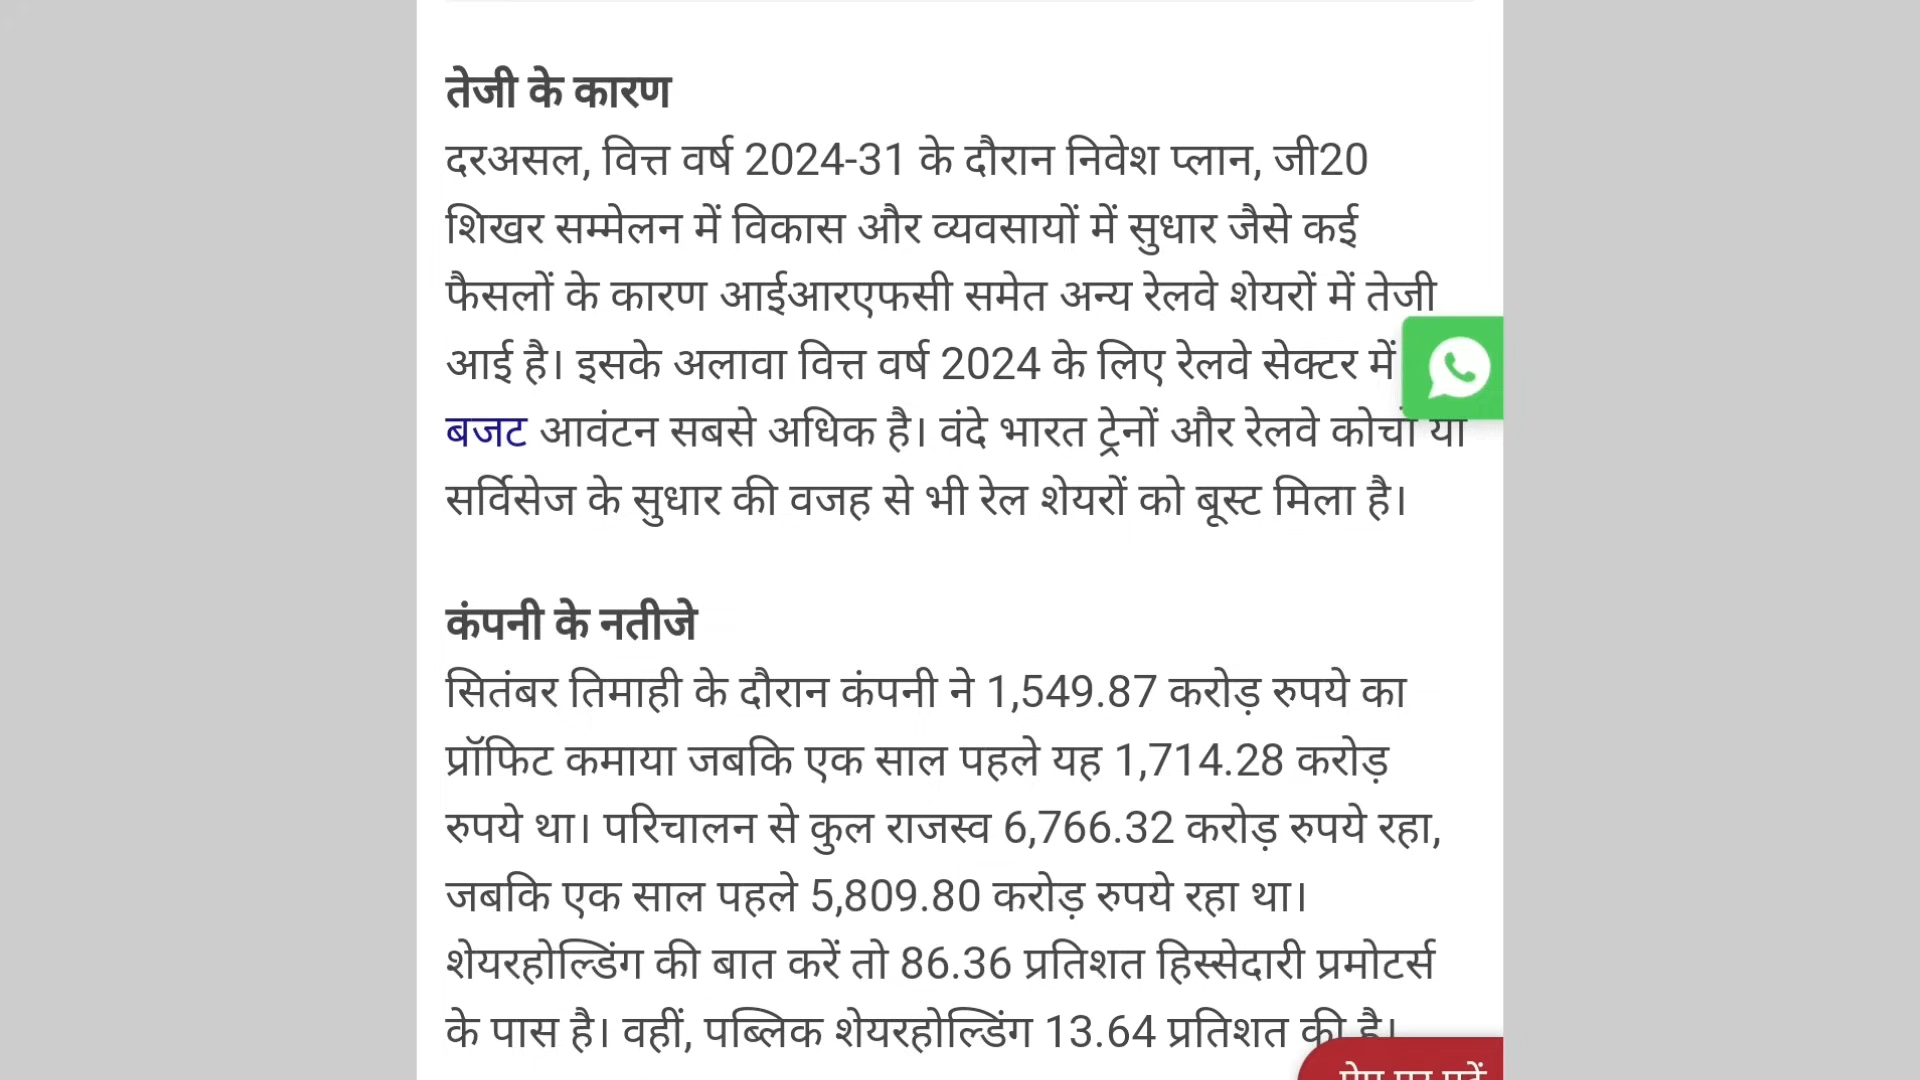 तेजी के कारण
दरअसल, वित्त वर्ष 2024-31 के दौरान निवेश प्लान, जी20
शिखर सम्मेलन में विकास और व्यवसायों में सुधार जैसे कई
फैसलों के कारण आईआरएफसी समेत अन्य रेलवे शेयरों में तेजी
आई है। इसके अलावा वित्त वर्ष 2024 के लिए रेलवे सेक्टर में
बजट आवंटन सबसे अधिक है। वंदे भारत ट्रेनों और रेलवे कोचों या
सर्विसेज के सुधार की वजह से भी रेल शेयरों को बूस्ट मिला है।
कंपनी के नतीजे
सितंबर तिमाही के दौरान कंपनी ने 1,549.87 करोड़ रुपये का
प्रॉफिट कमाया जबकि एक साल पहले यह 1,714.28 करोड़
रुपये था। परिचालन से कुल राजस्व 6,766.32 करोड़ रुपये रहा,
जबकि एक साल पहले 5,809.80 करोड़ रुपये रहा था।
शेयरहोल्डिंग की बात करें तो 86.36 प्रतिशत हिस्सेदारी प्रमोटर्स
के पास है। वहीं, पब्लिक शेयरहोल्डिंग 13.64 प्रतिशत की है।